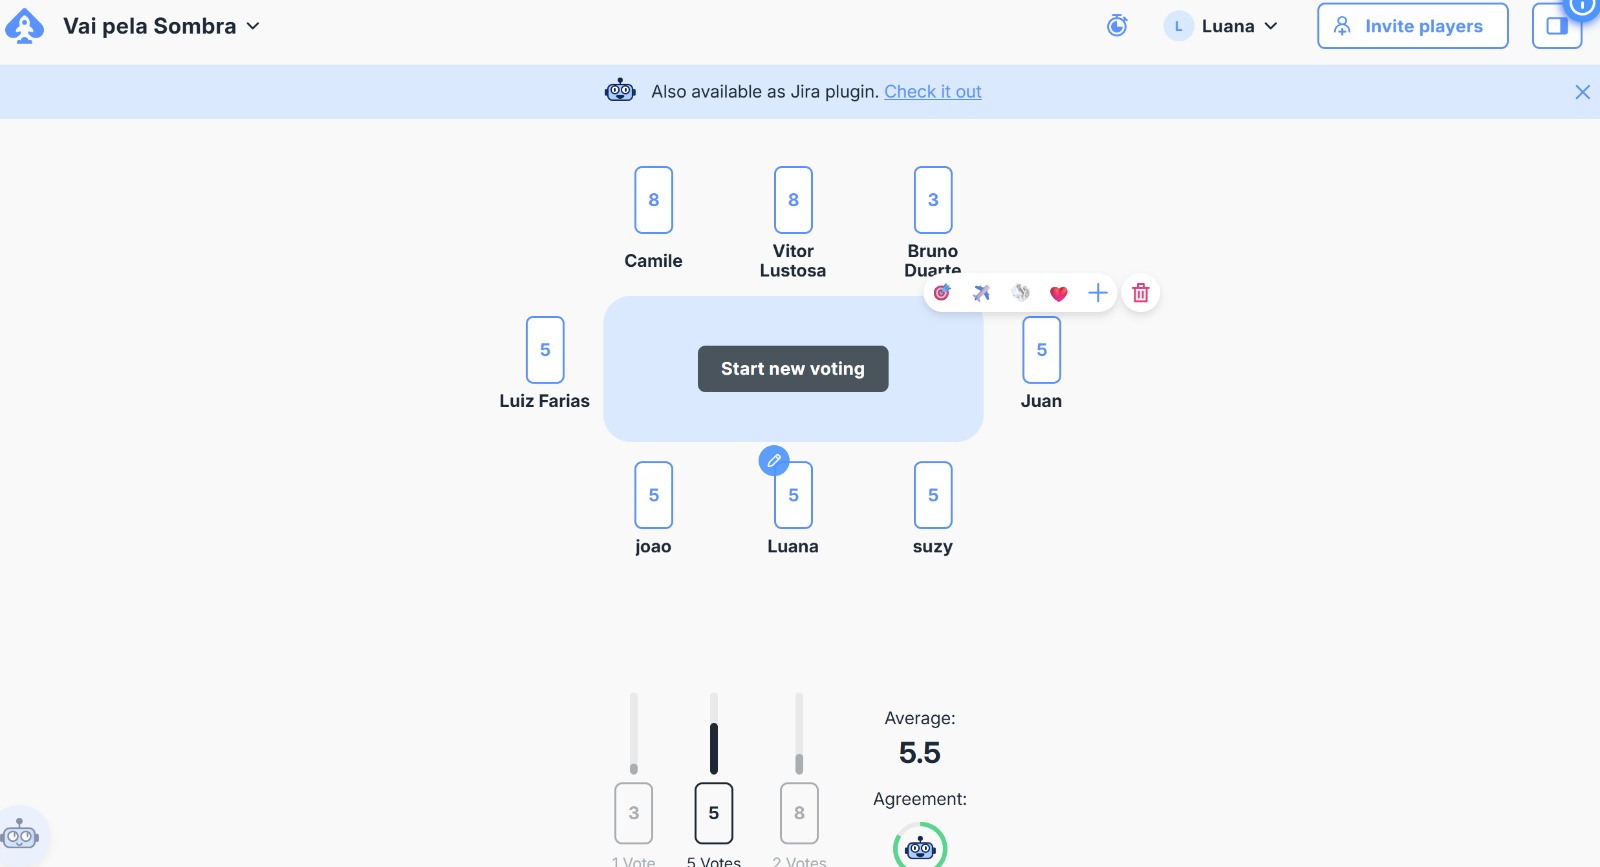 Vai pela Sombra
L Luana
Invite players
Also available as Jira plugin. Check it out
8
Camile
8
Vitor
Lustosa
3
Bruno
Duarte
5
Luiz Farias
Start new voting
5
Juan
5
joao
5
Luana
5
suzy
3
1 Vote
5
5 Votes
8
2 Votes
Average:
5.5
Agreement: